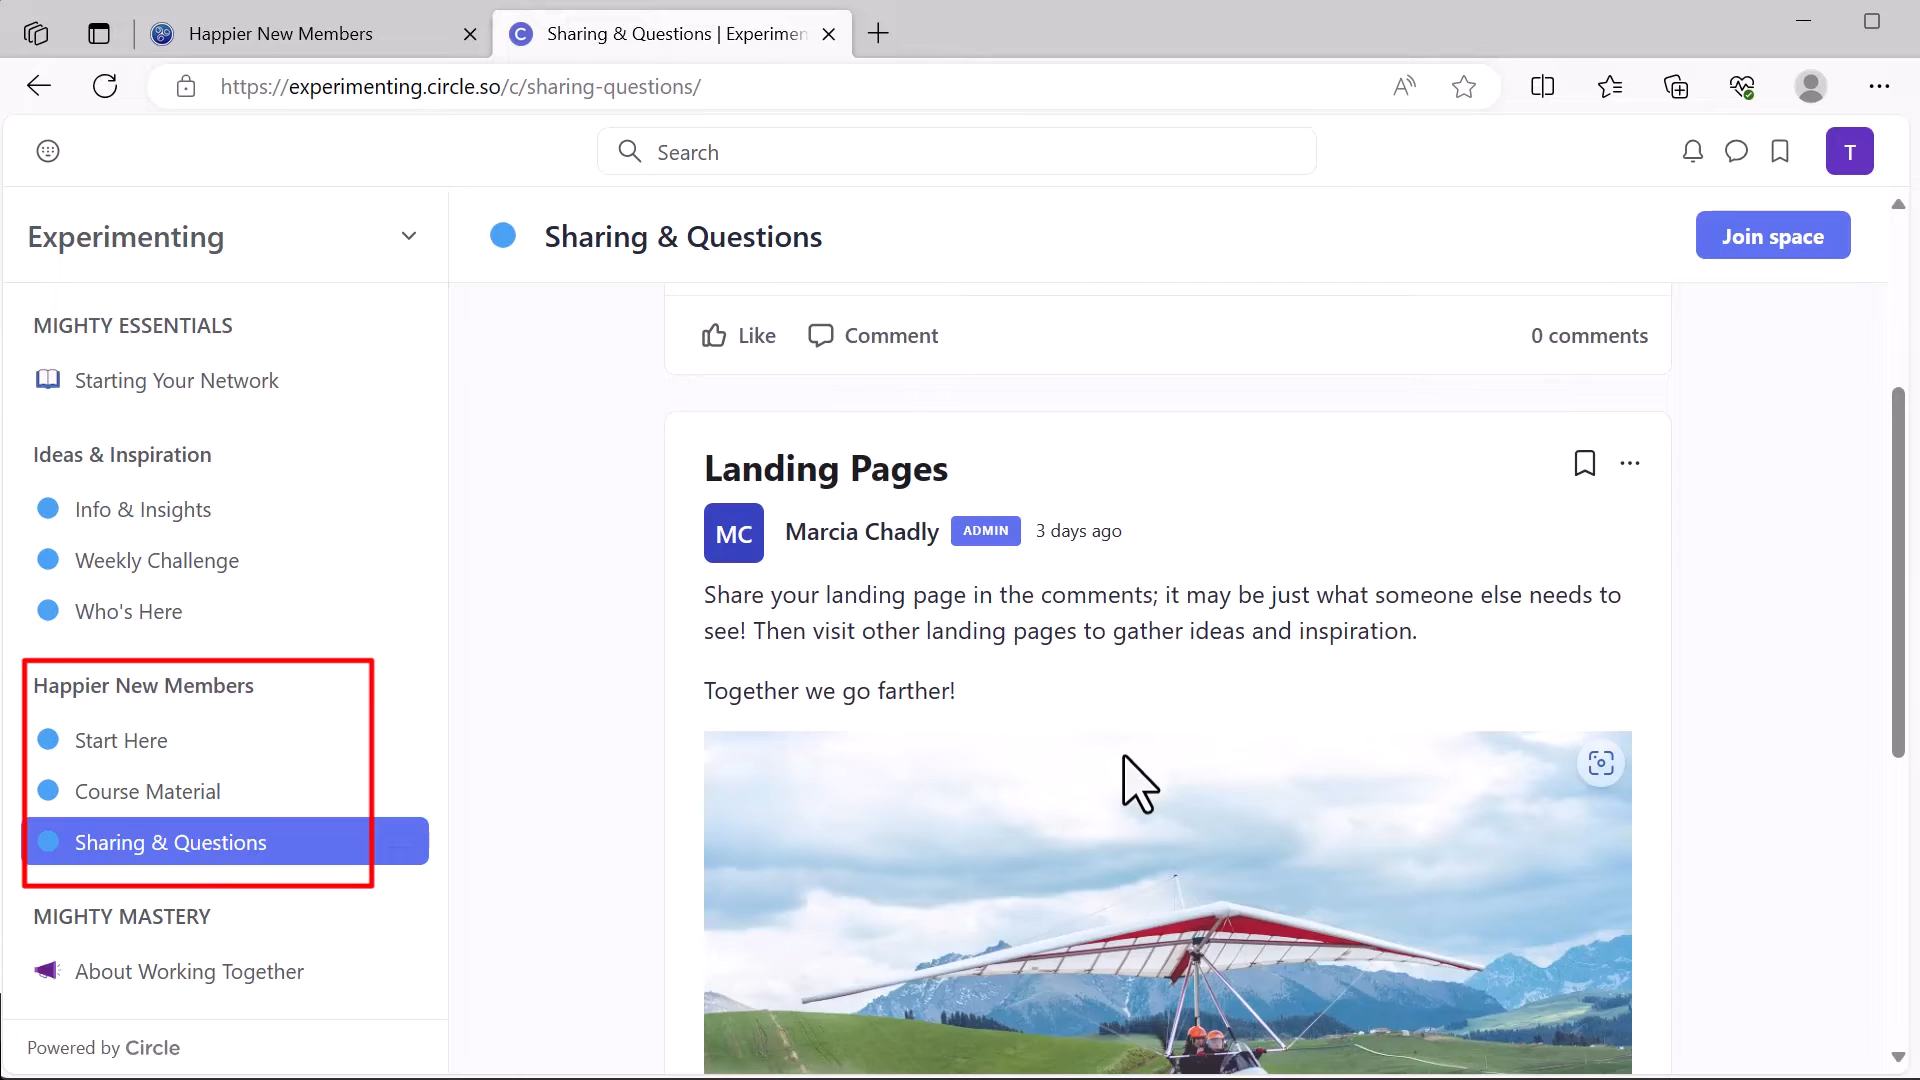 Happier New Members
Sharing & Questions | Experimen
https://experimenting.circle.so/c/sharing-questions/
Search
T
Experimenting
Sharing & Questions
Join space
MIGHTY ESSENTIALS
Starting Your Network
Ideas & Inspiration
Info & Insights
Weekly Challenge
Who's Here
Happier New Members
Start Here
Course Material
Sharing & Questions
MIGHTY MASTERY
About Working Together
Powered by Circle
Like
Comment
0 comments
Landing Pages
MC
Marcia Chadly ADMIN 3 days ago
Share your landing page in the comments; it may be just what someone else needs to
see! Then visit other landing pages to gather ideas and inspiration.
Together we go farther!